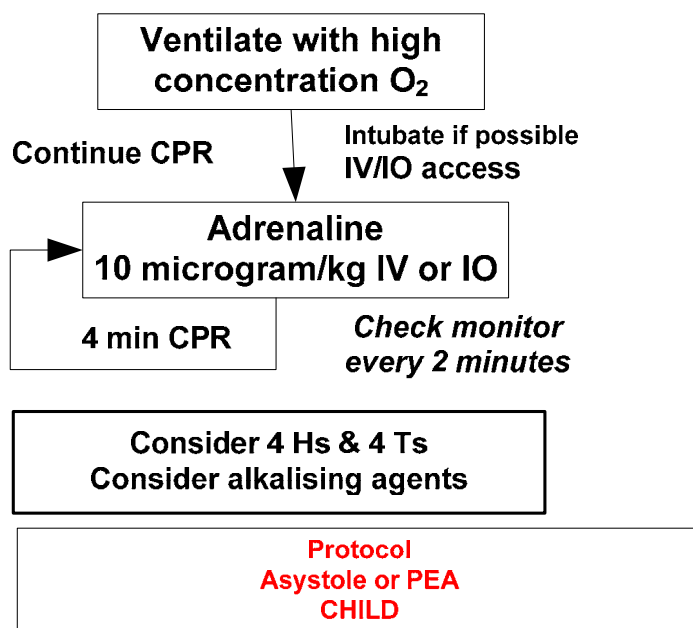 Ventilate with high
concentration O₂
Continue CPR
Intubate if possible
IV/IO access
Adrenaline
10 microgram/kg IV or IO
4 min CPR
Check monitor
every 2 minutes
Consider 4 Hs & 4 Ts
Consider alkalising agents
Protocol
Asystole or PEA
CHILD